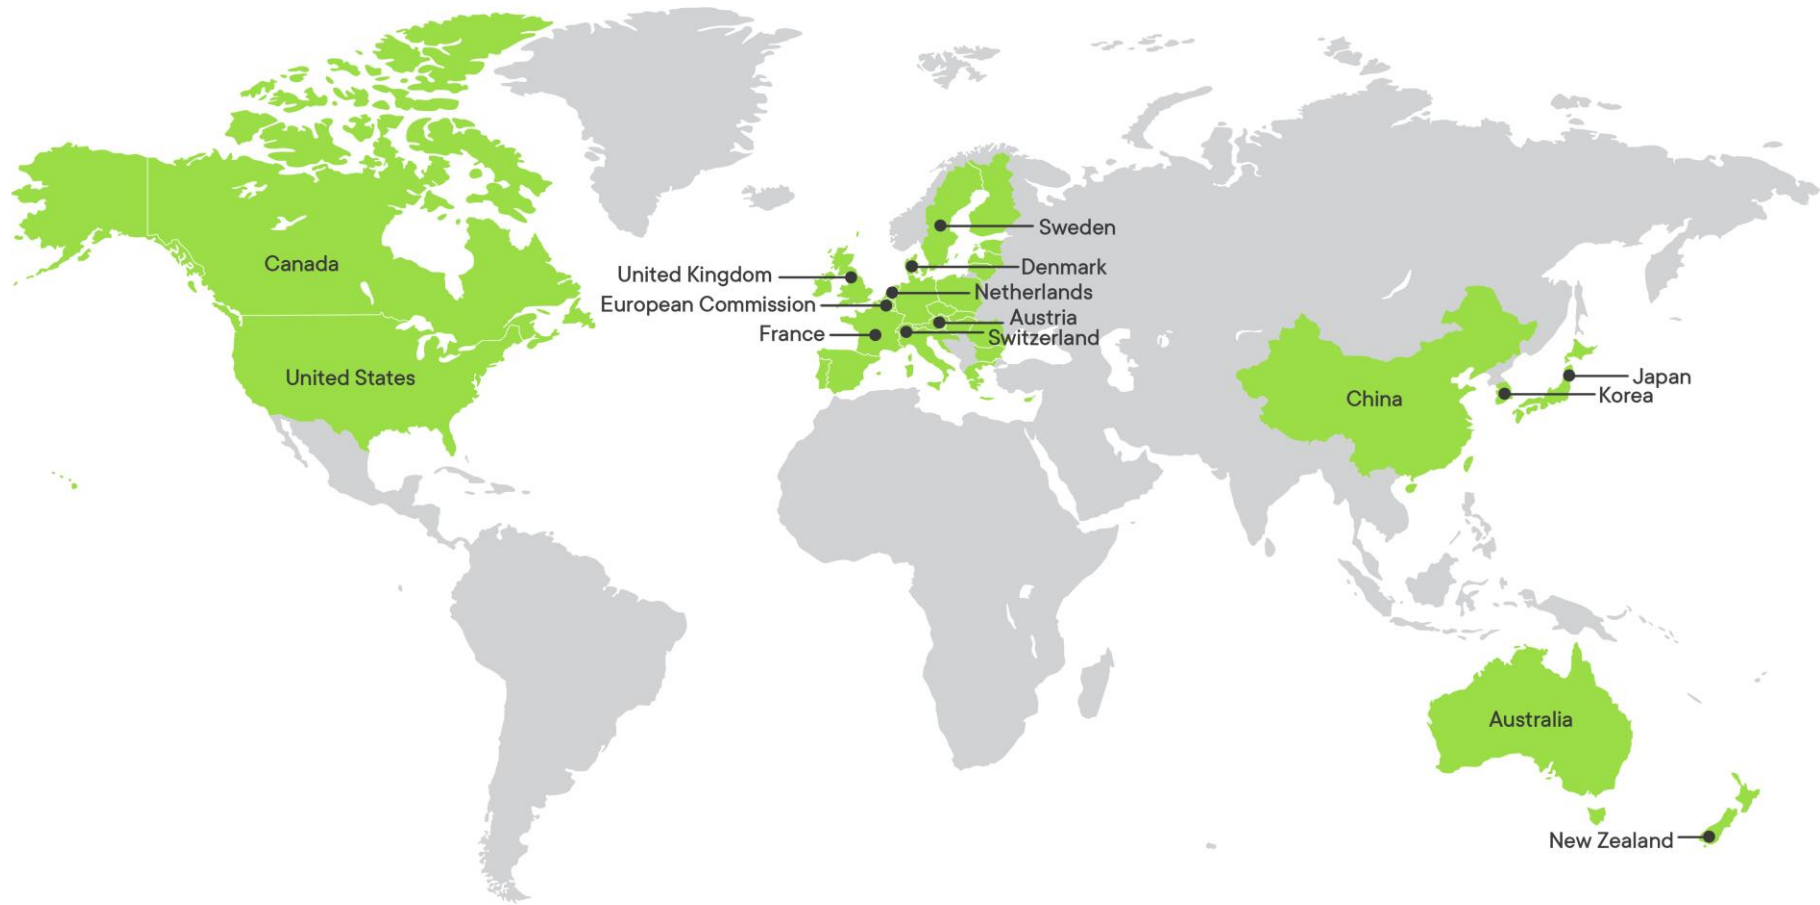 Canada
United States
Sweden
United Kingdom
Denmark
Netherlands
European Commission
Austria
France
Switzerland
China
Japan
Korea
Australia
New Zealand